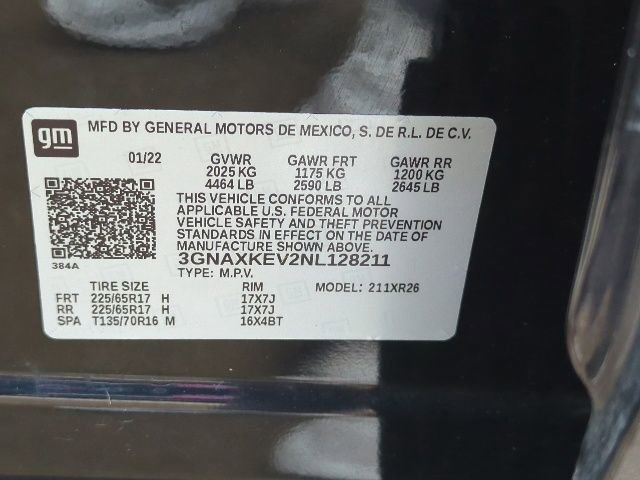 gm MFD BY GENERAL MOTORS DE MEXICO, S. DE R.L. DE C.V.
01/22 GVWR GAWR FRT GAWR RR
2025 KG 1175 KG 1200 KG
4464 LB 2590 LB 2645 LB
THIS VEHICLE CONFORMS TO ALL
APPLICABLE U.S. FEDERAL MOTOR
VEHICLE SAFETY AND THEFT PREVENTION
STANDARDS IN EFFECT ON THE DATE OF
MANUFACTURE SHOWN ABOVE.
3GNAXKEV2NL128211
384A TYPE: M.P.V.
TIRE SIZE RIM MODEL: 211XR26
FRT 225/65R17 H 17X7J
RR 225/65R17 H 17X7J
SPA T135/70R16 M 16X4BT